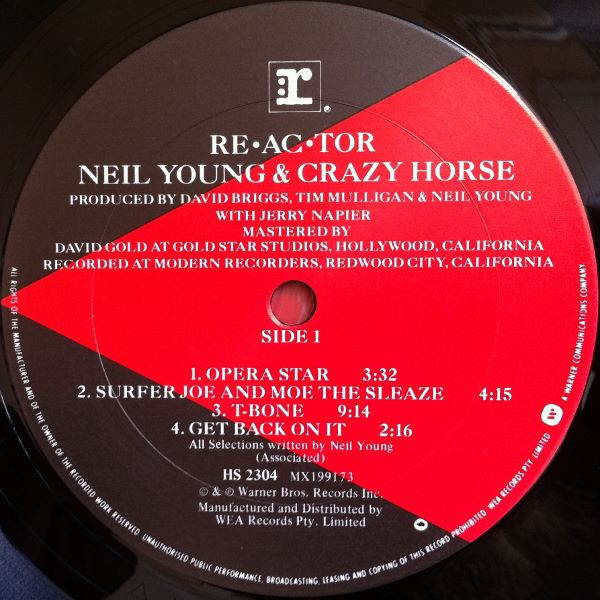 r
RE•AC•TOR
NEIL YOUNG & CRAZY HORSE
PRODUCED BY DAVID BRIGGS, TIM MULLIGAN & NEIL YOUNG
WITH JERRY NAPIER
MASTERED BY
DAVID GOLD AT GOLD STAR STUDIOS, HOLLYWOOD, CALIFORNIA
RECORDED AT MODERN RECORDERS, REDWOOD CITY, CALIFORNIA
SIDE 1
1. OPERA STAR 3:32
2. SURFER JOE AND MOE THE SLEAZE 4:15
3. T-BONE 9:14
4. GET BACK ON IT 2:16
All Selections written by Neil Young
(Associated)
HS 2304 MX199173
© & ℗ Warner Bros. Records Inc.
Manufactured and Distributed by
WEA Records Pty. Limited
ALL RIGHTS OF THE MANUFACTURER AND OF THE OWNER OF THE RECORDED WORK RESERVED. UNAUTHORISED PUBLIC PERFORMANCE, BROADCASTING, LEASING AND COPYING OF THIS RECORD PROHIBITED WEA RECORDS PTY. LIMITED
A WARNER COMMUNICATIONS COMPANY